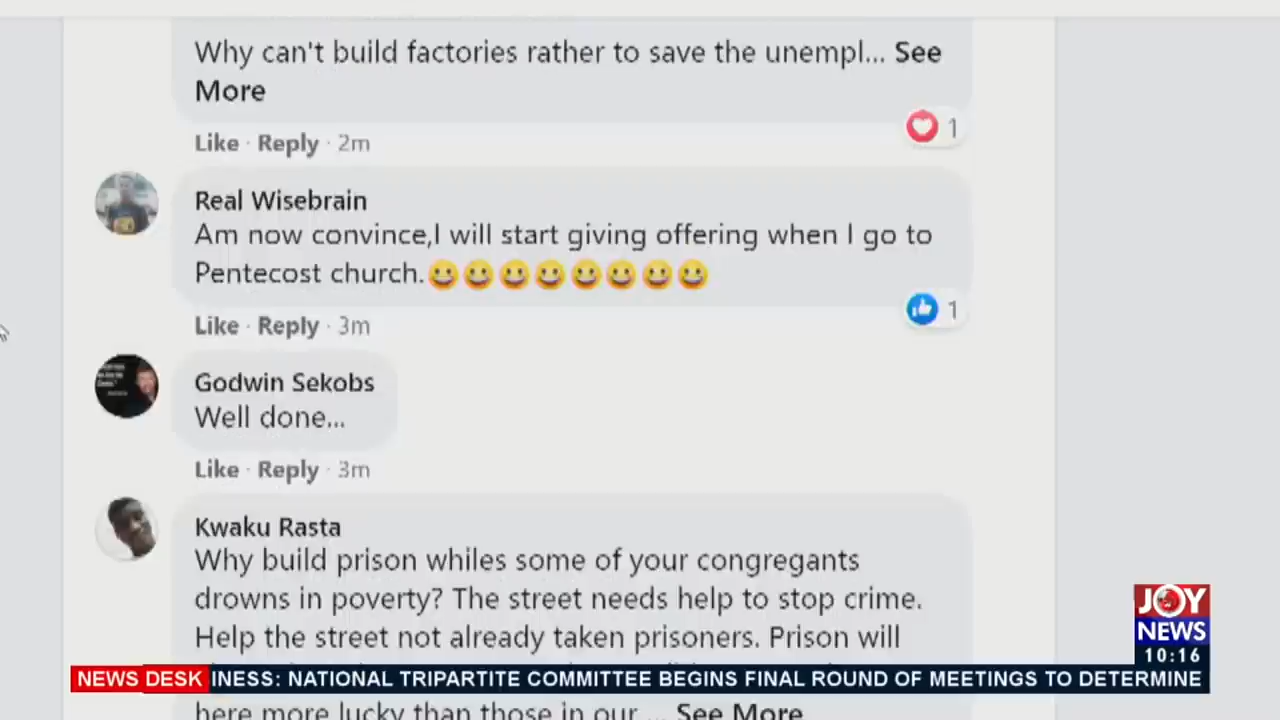 Why can't build factories rather to save the unempl... See
More
Like · Reply · 2m
1
Real Wisebrain
Am now convince,I will start giving offering when I go to
Pentecost church.😀😀😀😀😀😀😀😀
Like · Reply · 3m
1
Godwin Sekobs
Well done...
Like · Reply · 3m
Kwaku Rasta
Why build prison whiles some of your congregants
drowns in poverty? The street needs help to stop crime.
Help the street not already taken prisoners. Prison will
here more lucky than those in our ... See More
JOY
NEWS
10:16
NEWS DESK INESS: NATIONAL TRIPARTITE COMMITTEE BEGINS FINAL ROUND OF MEETINGS TO DETERMINE